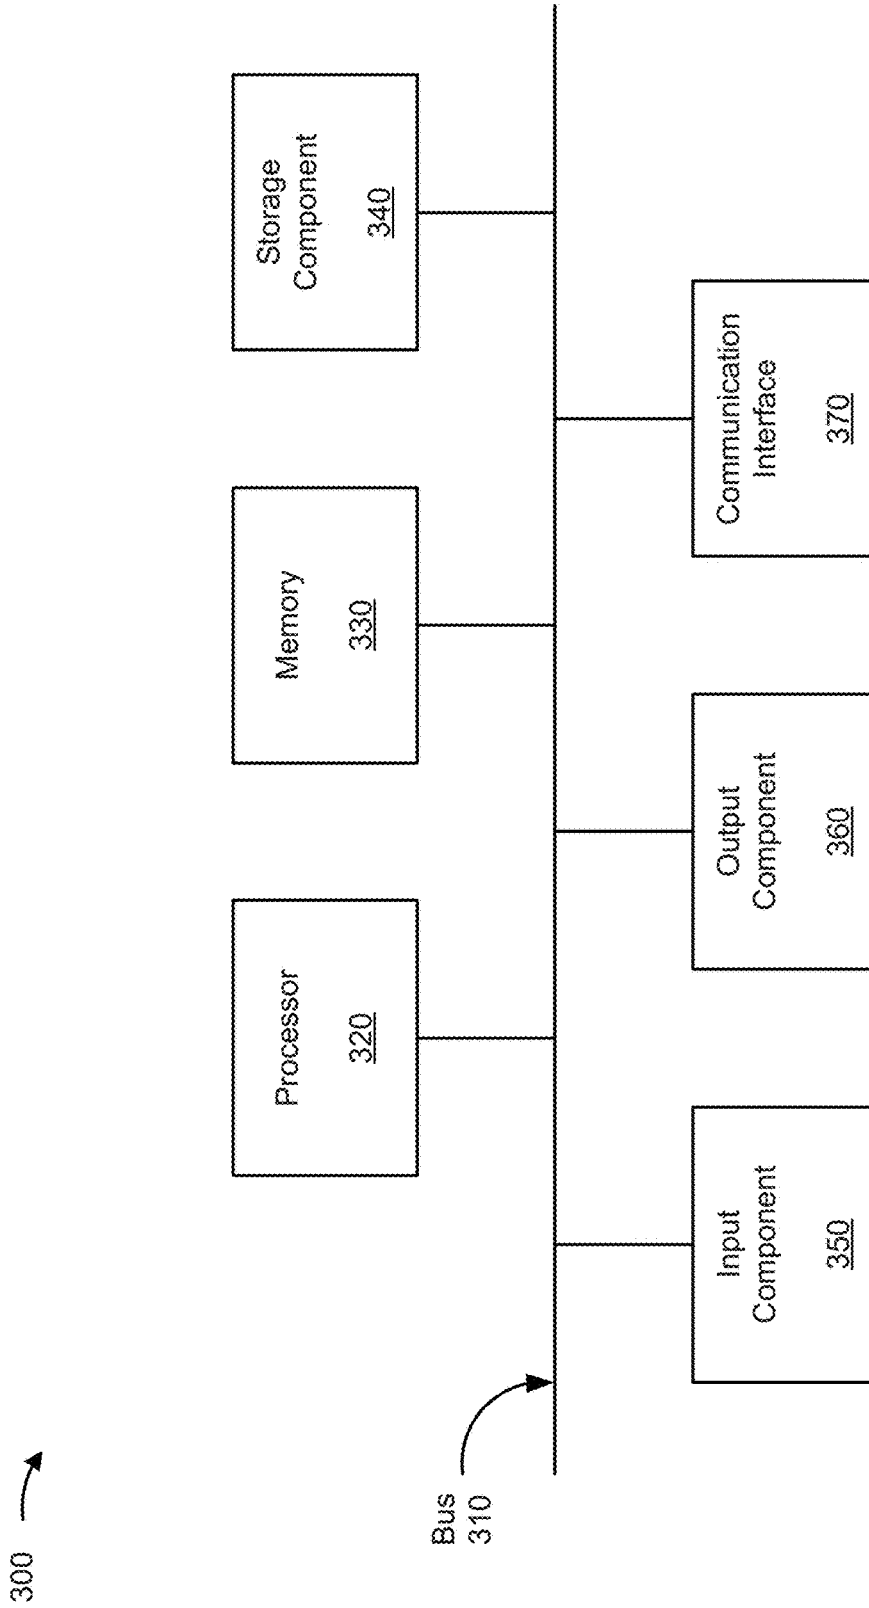 300
Processor
320
Memory
330
Storage
Component
340
Bus
310
Input
Component
350
Output
Component
360
Communication
Interface
370